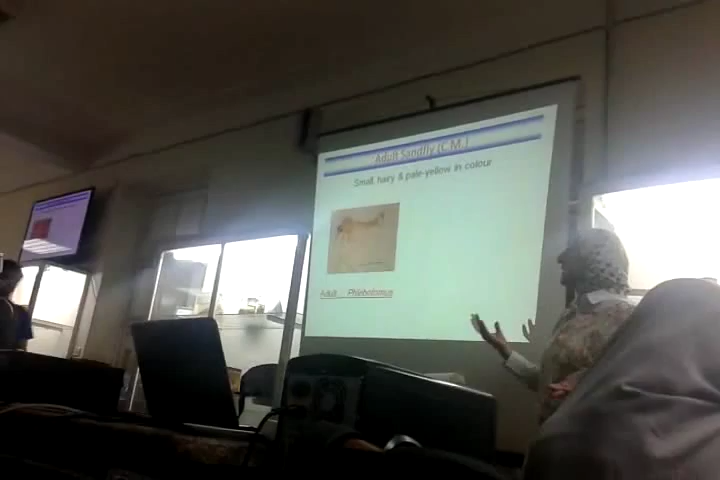 Adult Sandfly (C.M.)
Small, hairy & pale-yellow in colour
Adult Phlebotomus